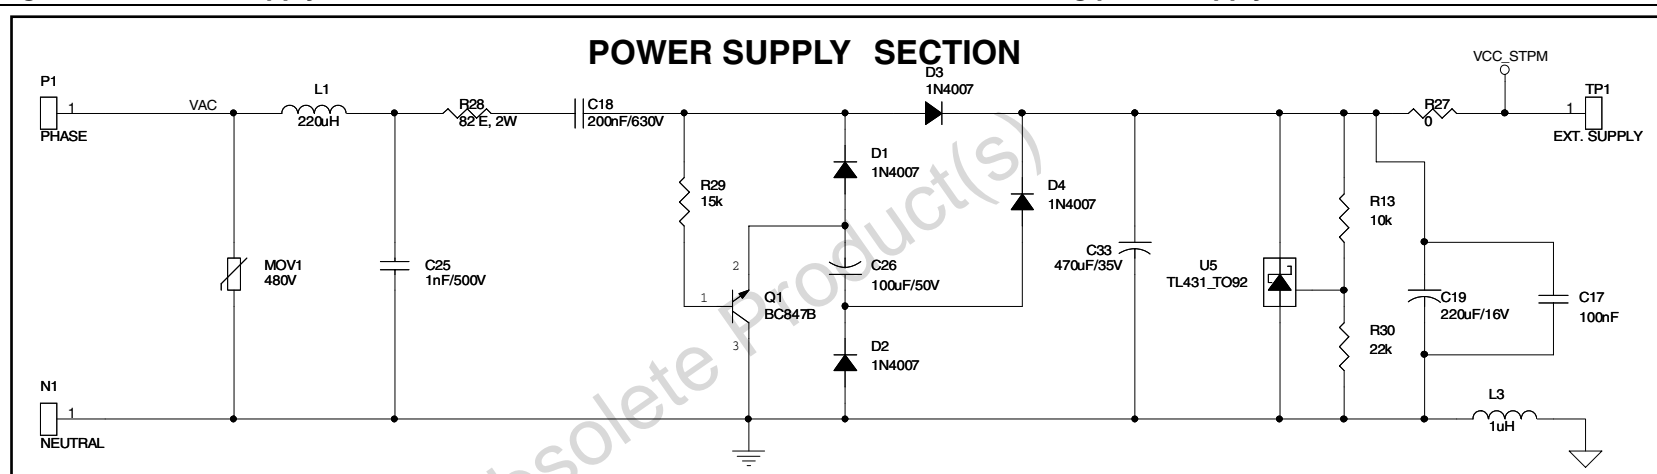 POWER SUPPLY SECTION
P1
1
PHASE
VAC
L1
220uH
R28
82 E, 2W
C18
200nF/630V
D3
1N4007
VCC_STPM
R27
0
TP1
1
EXT. SUPPLY
D1
1N4007
R29
15k
D4
1N4007
R13
10k
MOV1
480V
C25
1nF/500V
2
1
Q1
BC847B
3
C26
100uF/50V
C33
470uF/35V
U5
TL431_TO92
C19
220uF/16V
C17
100nF
D2
1N4007
R30
22k
N1
1
NEUTRAL
L3
1uH
bsolete Product(s)